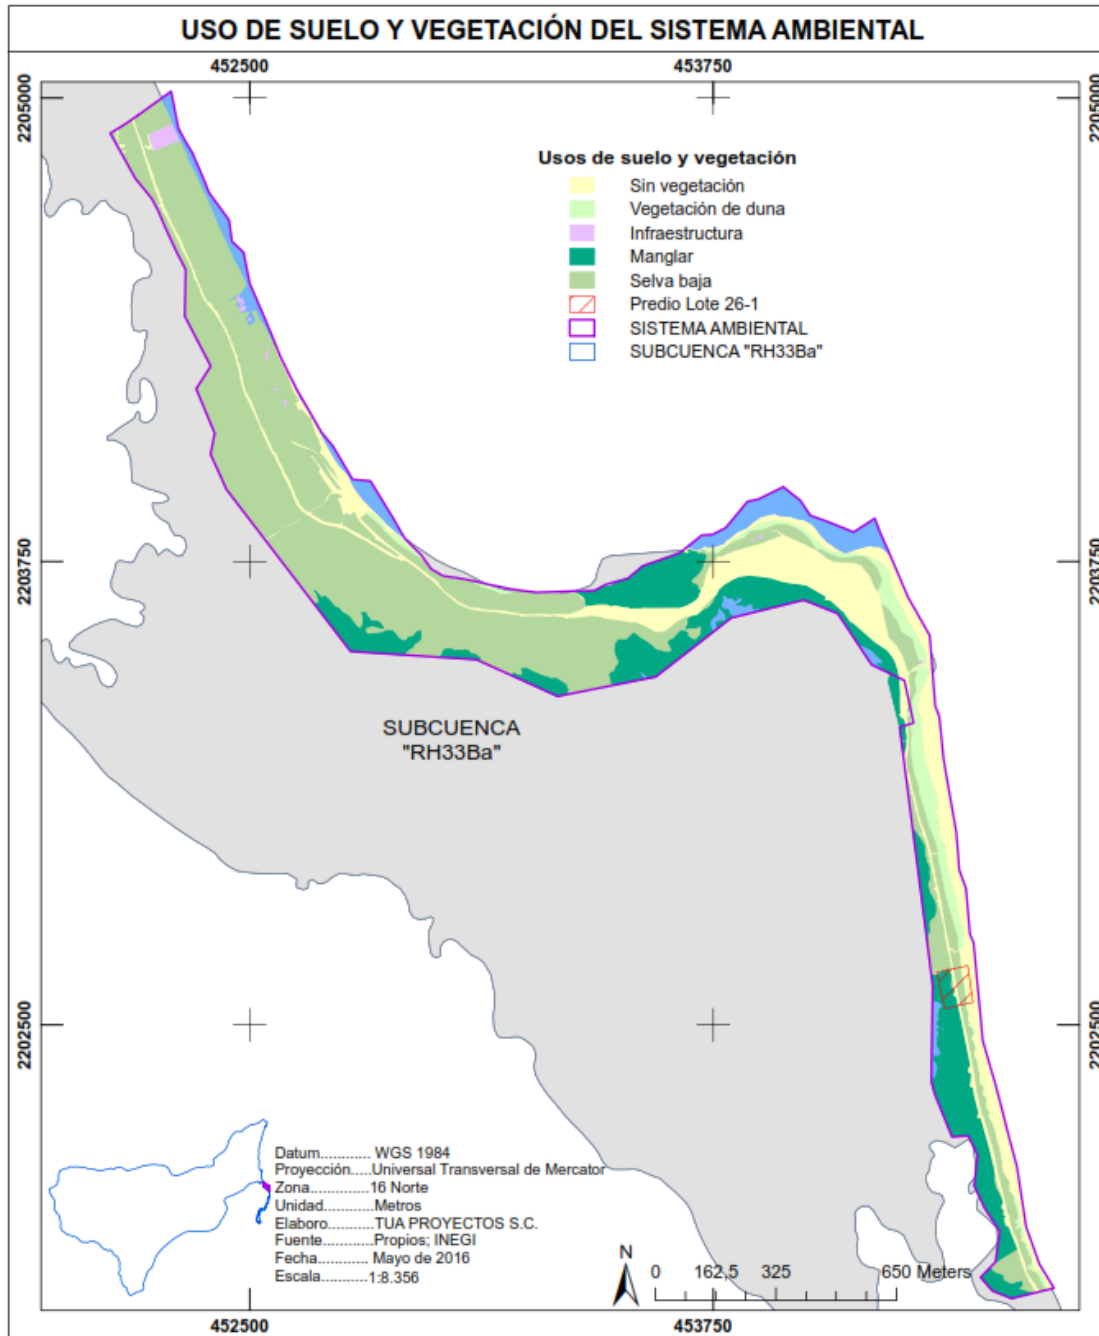 USO DE SUELO Y VEGETACIÓN DEL SISTEMA AMBIENTAL
452500 453750
2205000 2205000
Usos de suelo y vegetación
Sin vegetación
Vegetación de duna
Infraestructura
Manglar
Selva baja
Predio Lote 26-1
SISTEMA AMBIENTAL
SUBCUENCA "RH33Ba"
2203750 2203750
SUBCUENCA
"RH33Ba"
2202500 2202500
Datum............ WGS 1984
Proyección.....Universal Transversal de Mercator
Zona..............16 Norte
Unidad............Metros
Elaboro...........TUA PROYECTOS S.C.
Fuente............Propios; INEGI
Fecha............ Mayo de 2016
Escala...........1:8.356
N
0 162,5 325 650 Meters
452500 453750